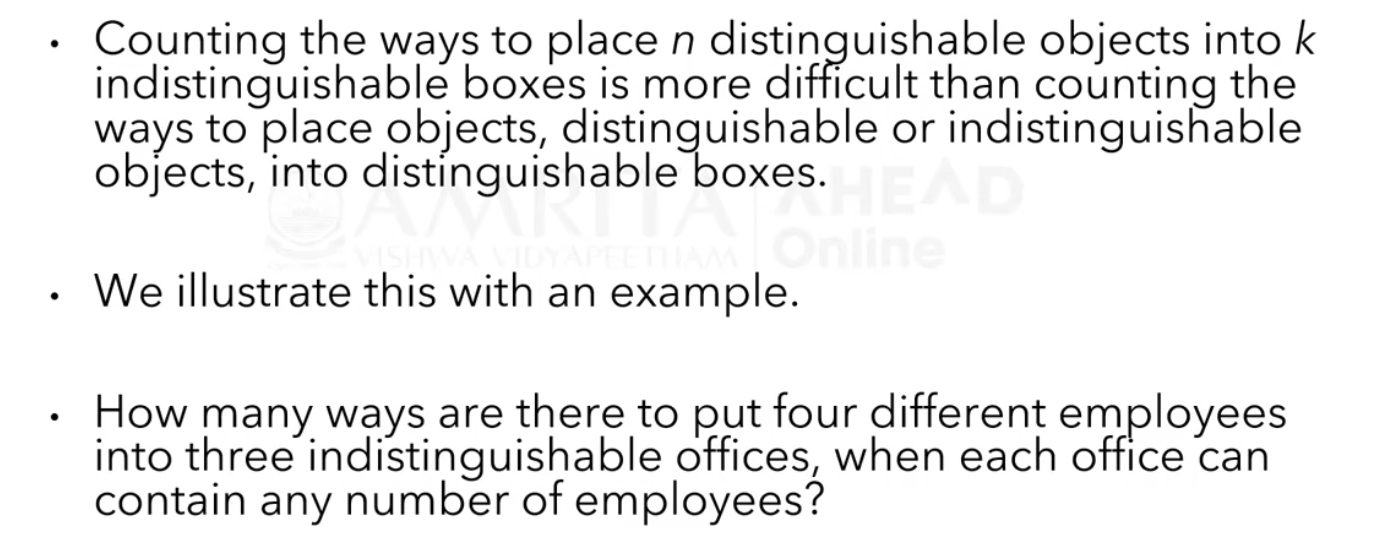 • Counting the ways to place n distinguishable objects into k
indistinguishable boxes is more difficult than counting the
ways to place objects, distinguishable or indistinguishable
objects, into distinguishable boxes.
AMRITA AHEAD
VISHWA VIDYAPEETHAM Online
• We illustrate this with an example.
• How many ways are there to put four different employees
into three indistinguishable offices, when each office can
contain any number of employees?